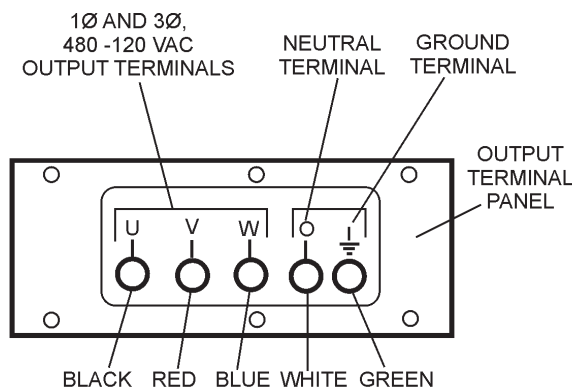 1Ø AND 3Ø,
480 -120 VAC
OUTPUT TERMINALS
NEUTRAL
TERMINAL
GROUND
TERMINAL
OUTPUT
TERMINAL
PANEL
U V W O
BLACK RED BLUE WHITE GREEN